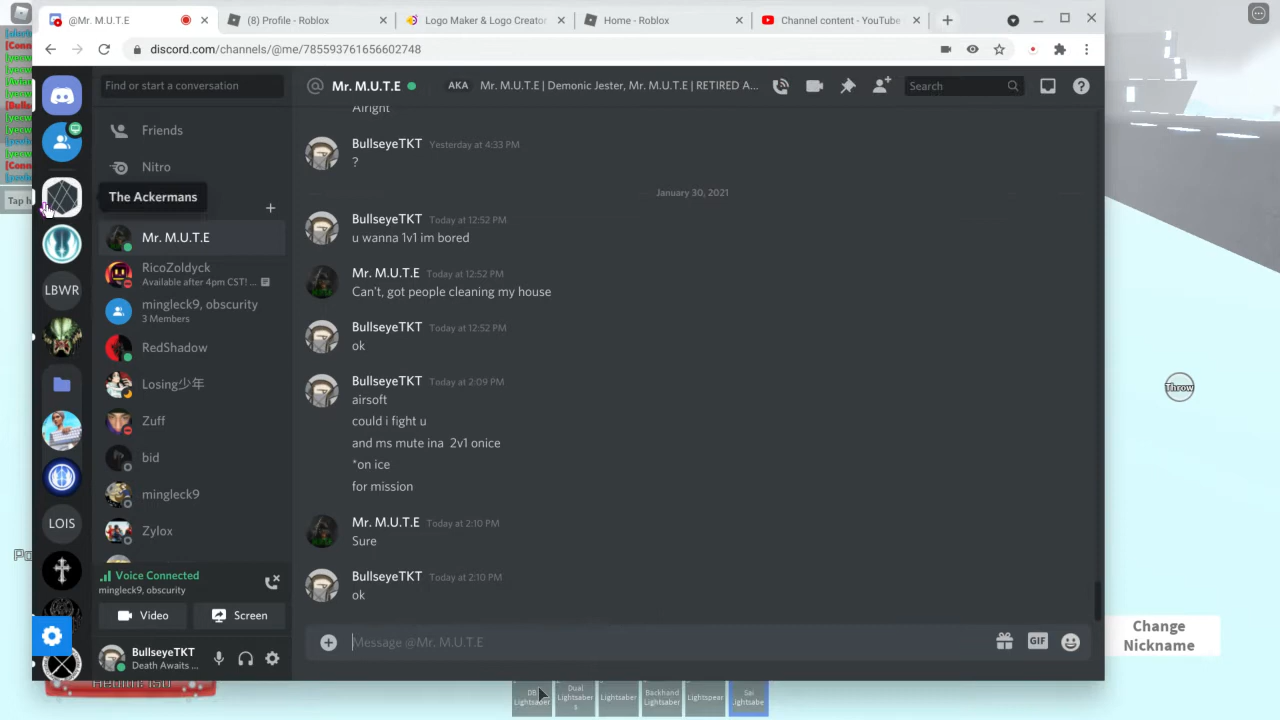 @Mr. M.U.T.E
(8) Profile - Roblox
Logo Maker & Logo Creator
Home - Roblox
Channel content - YouTube
discord.com/channels/@me/785593761656602748
Find or start a conversation
Mr. M.U.T.E
AKA
Mr. M.U.T.E | Demonic Jester, Mr. M.U.T.E | RETIRED A...
Search
Friends
Nitro
The Ackermans
Mr. M.U.T.E
RicoZoldyck
Available after 4pm CST! ...
mingleck9, obscurity
3 Members
RedShadow
Losing少年
Zuff
bid
mingleck9
Zylox
LBWR
LOIS
Voice Connected
mingleck9, obscurity
Video
Screen
BullseyeTKT
Death Awaits ...
Alright
BullseyeTKT Yesterday at 4:33 PM
?
January 30, 2021
BullseyeTKT Today at 12:52 PM
u wanna 1v1 im bored
Mr. M.U.T.E Today at 12:52 PM
Can't, got people cleaning my house
BullseyeTKT Today at 12:52 PM
ok
BullseyeTKT Today at 2:09 PM
airsoft
could i fight u
and ms mute ina 2v1 onice
*on ice
for mission
Mr. M.U.T.E Today at 2:10 PM
Sure
BullseyeTKT Today at 2:10 PM
ok
Message @Mr. M.U.T.E
GIF
Tap
Throw
Change
Nickname
DB
Lightsaber
Dual
Lightsaber
s
Lightsaber
Backhand
Lightsaber
Lightspear
Sai
Lightsabe